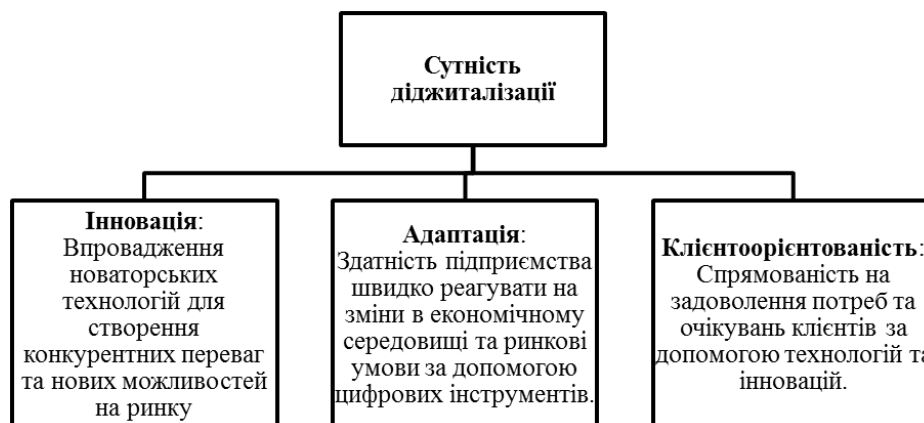 Сутність
діджиталізації
Інновація:
Впровадження
новаторських
технологій для
створення
конкурентних переваг
та нових можливостей
на ринку
Адаптація:
Здатність підприємства
швидко реагувати на
зміни в економічному
середовищі та ринкові
умови за допомогою
цифрових інструментів.
Клієнтоорієнтованість:
Спрямованість на
задоволення потреб та
очікувань клієнтів за
допомогою технологій та
інновацій.